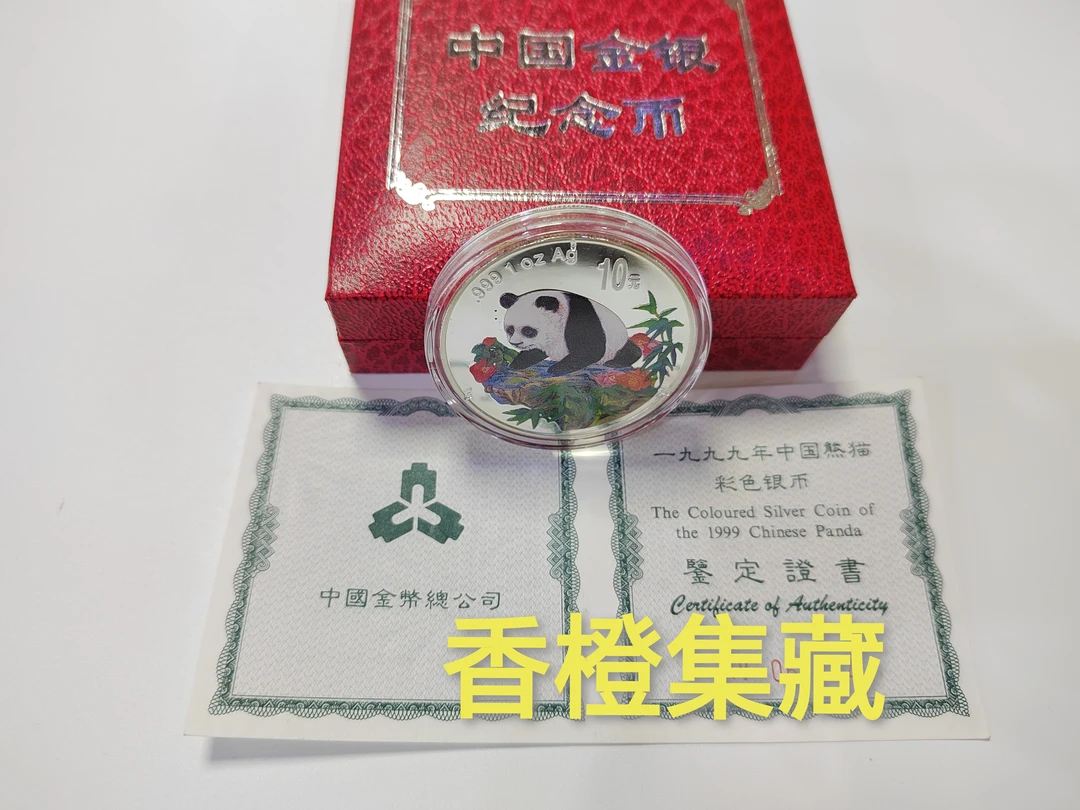 中国金银
纪念币
.999 1 oz Ag
10元
中國金幣總公司
一九九九年中国熊猫
彩色银币
The Coloured Silver Coin of
the 1999 Chinese Panda
鑒定證書
Certificate of Authenticity
香橙集藏